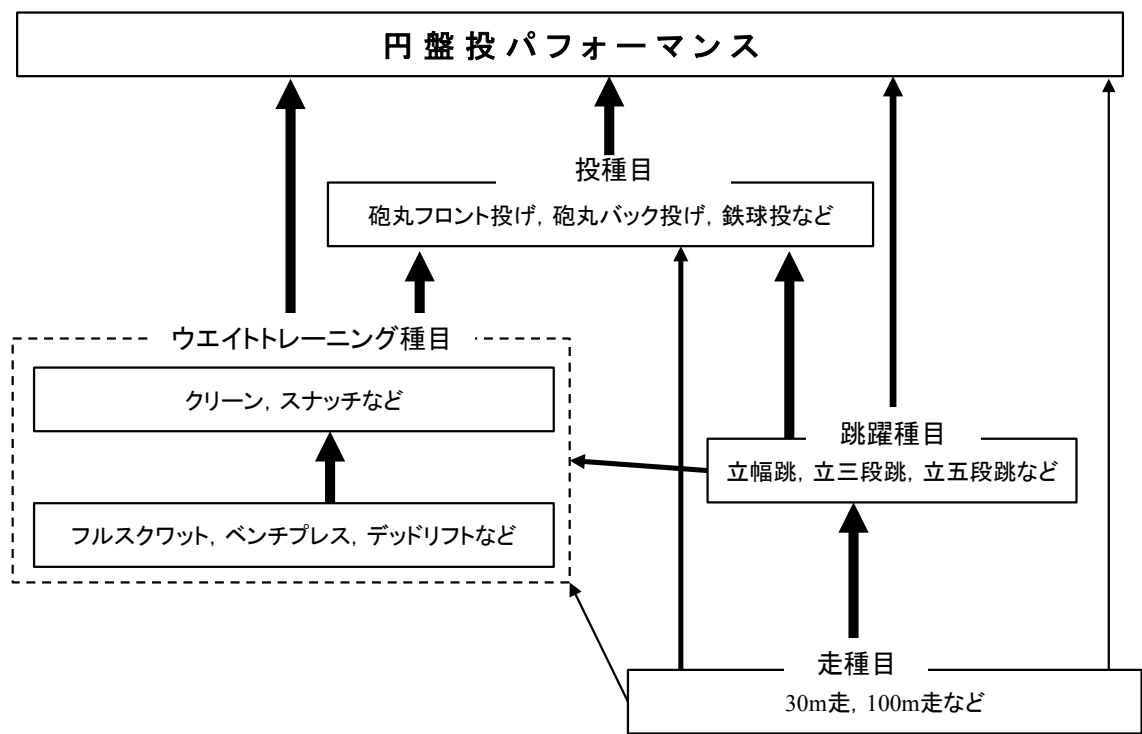 円盤投パフォーマンス
投種目
砲丸フロント投げ, 砲丸バック投げ, 鉄球投など
ウエイトトレーニング種目
クリーン, スナッチなど
跳躍種目
立幅跳, 立三段跳, 立五段跳など
フルスクワット, ベンチプレス, デッドリフトなど
走種目
30m走, 100m走など